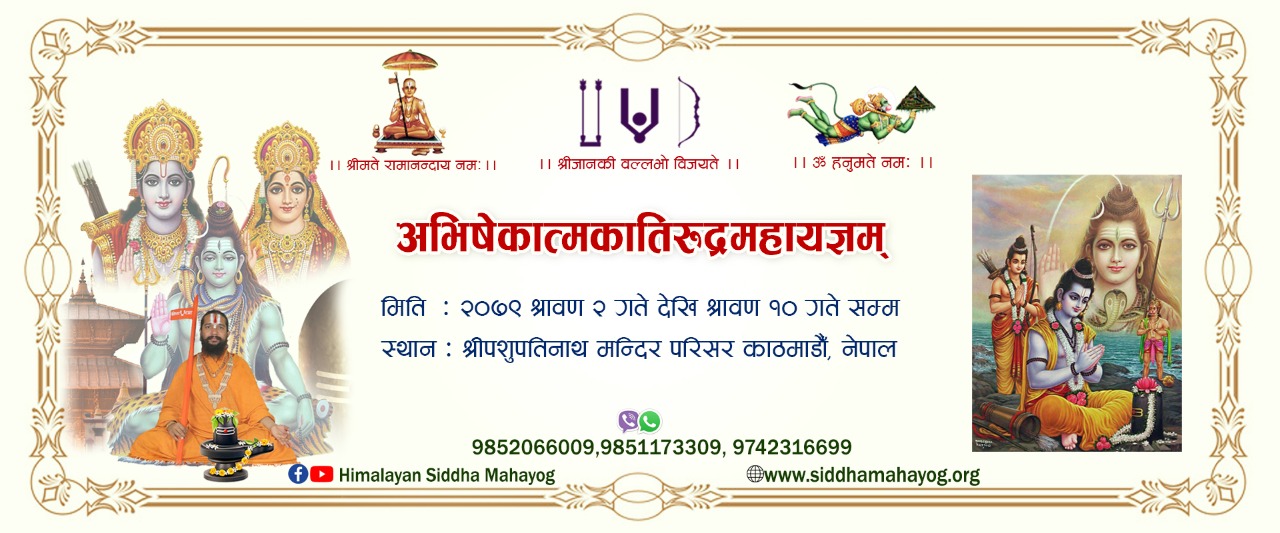 ।। श्रीमते रामानन्दाय नमः ।।
।। श्रीजानकी वल्लभो विजयते ।।
।। ॐ हनुमते नमः ।।
अभिषेकात्मकातिरूद्रमहायज्ञम्
मिति : २०७९ श्रावण २ गते देखि श्रावण १० गते सम्म
स्थान : श्रीपशुपतिनाथ मन्दिर परिसर काठमाडौँ, नेपाल
9852066009,9851173309, 9742316699
Himalayan Siddha Mahayog
www.siddhamahayog.org